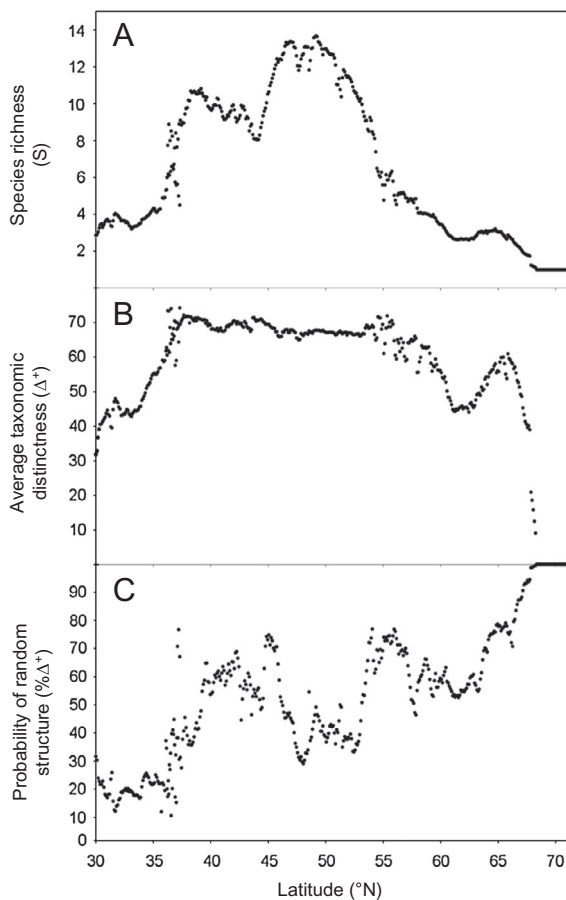 A
14
12
10
8
6
4
2
Species richness
(S)
B
70
60
50
40
30
20
10
Average taxonomic
distinctness (Δ⁺)
C
90
80
70
60
50
40
30
20
10
0
Probability of random
structure (%Δ⁺)
30 35 40 45 50 55 60 65 70
Latitude (°N)